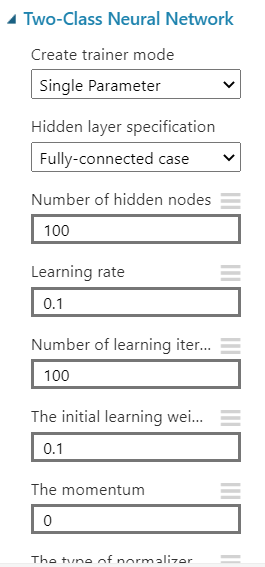 Two-Class Neural Network
Create trainer mode
Single Parameter
Hidden layer specification
Fully-connected case
Number of hidden nodes
100
Learning rate
0.1
Number of learning iter...
100
The initial learning wei...
0.1
The momentum
0
The type of normalizer